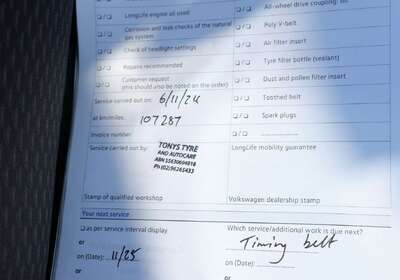 All-wheel drive coupling: oil
☐ / ☐ LongLife engine oil used
☐ / ☐ Poly V-belt
☐ / ☐ Corrosion and leak checks of the natural
gas system
☐ / ☐ Air filter insert
☐ / ☐ Check of headlight settings
☐ / ☐ Tyre filter bottle (sealant)
☐ / ☐ Repairs recommended
☐ / ☐ Dust and pollen filter insert
☐ / ☐ Customer request
(this should also be noted on the order)
☐ / ☐ Toothed belt
Service carried out on: 6/11/24
☐ / ☐ Spark plugs
at km/miles: 107287
☐ / ☐ ....................
Invoice number
Service carried out by:
LongLife mobility guarantee
TONYS TYRE
AND AUTOCARE
PH: (02)96265433
Stamp of qualified workshop
Volkswagen dealership stamp
Your next service
☐ as per service interval display
Which service/additional work is due next?
or
Timing belt
on (Date): 11/25
on (Date):
or
or